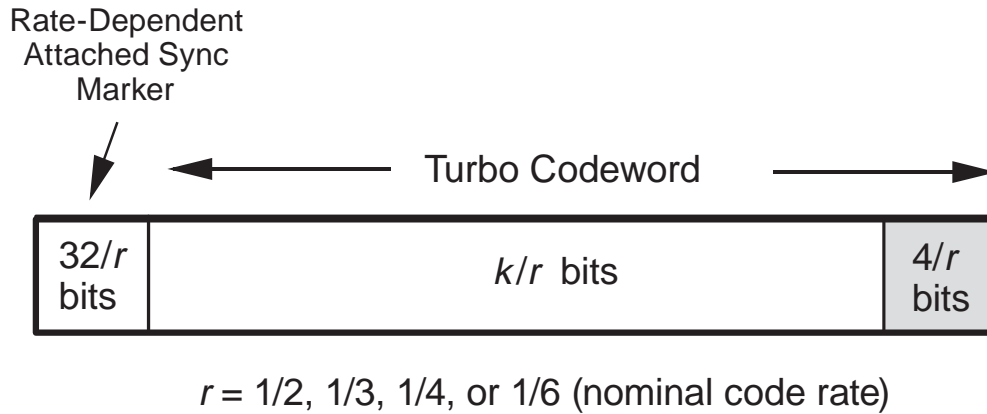 Rate-Dependent
Attached Sync
Marker
Turbo Codeword
32/r
bits
k/r bits
4/r
bits
r = 1/2, 1/3, 1/4, or 1/6 (nominal code rate)